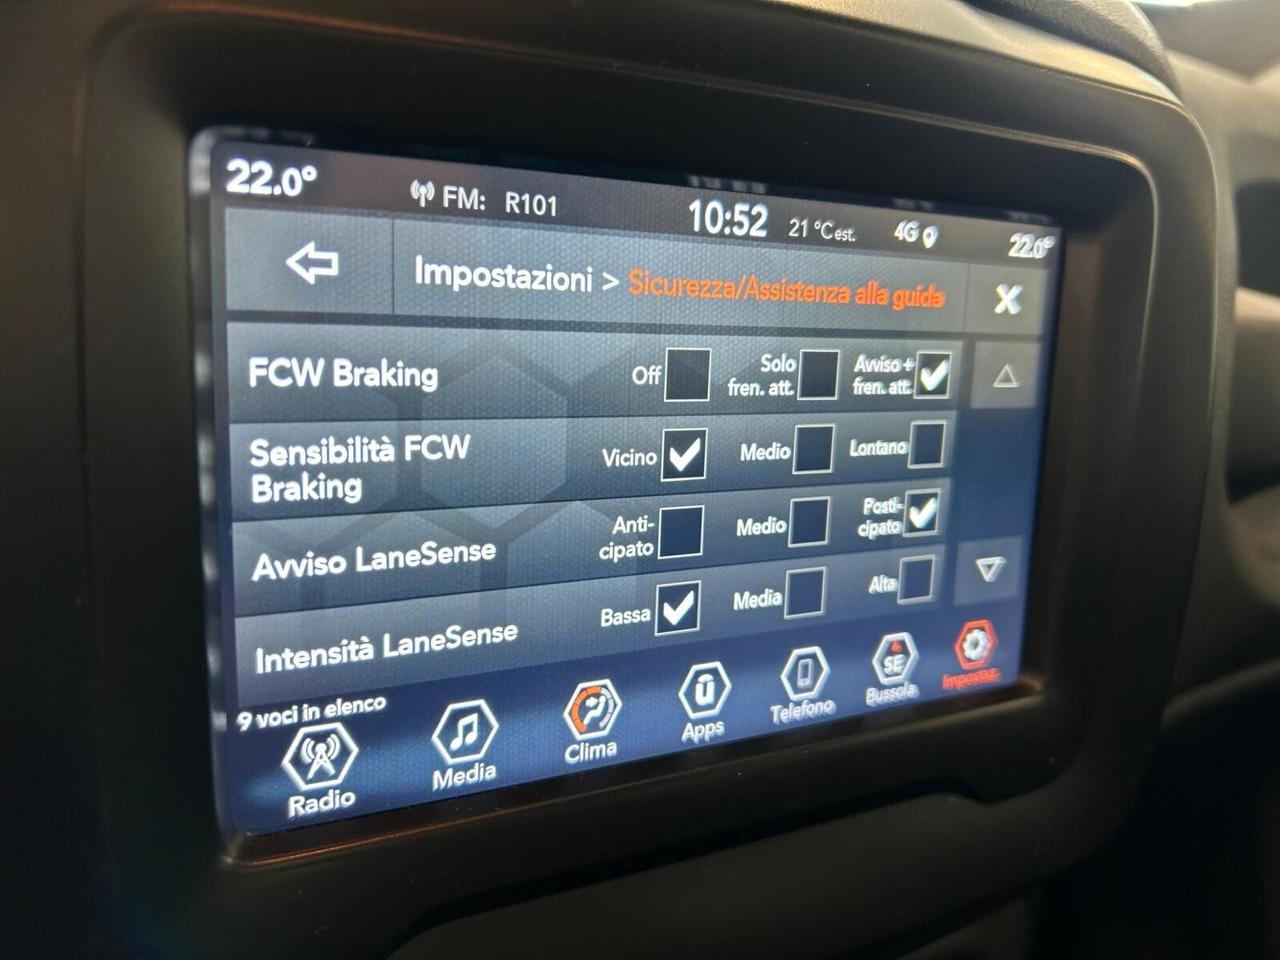 22.0°
FM: R101
10:52
21 °C est.
4G
22.0°
Impostazioni > Sicurezza/Assistenza alla guida
X
FCW Braking
Off
Solo
fren. att.
Avviso +
fren. att.
Sensibilità FCW
Braking
Vicino
Medio
Lontano
Avviso LaneSense
Anti-
cipato
Medio
Posti-
cipato
Intensità LaneSense
Bassa
Media
Alta
9 voci in elenco
Radio
Media
Clima
Apps
Telefono
SE
Bussola
Impostaz.